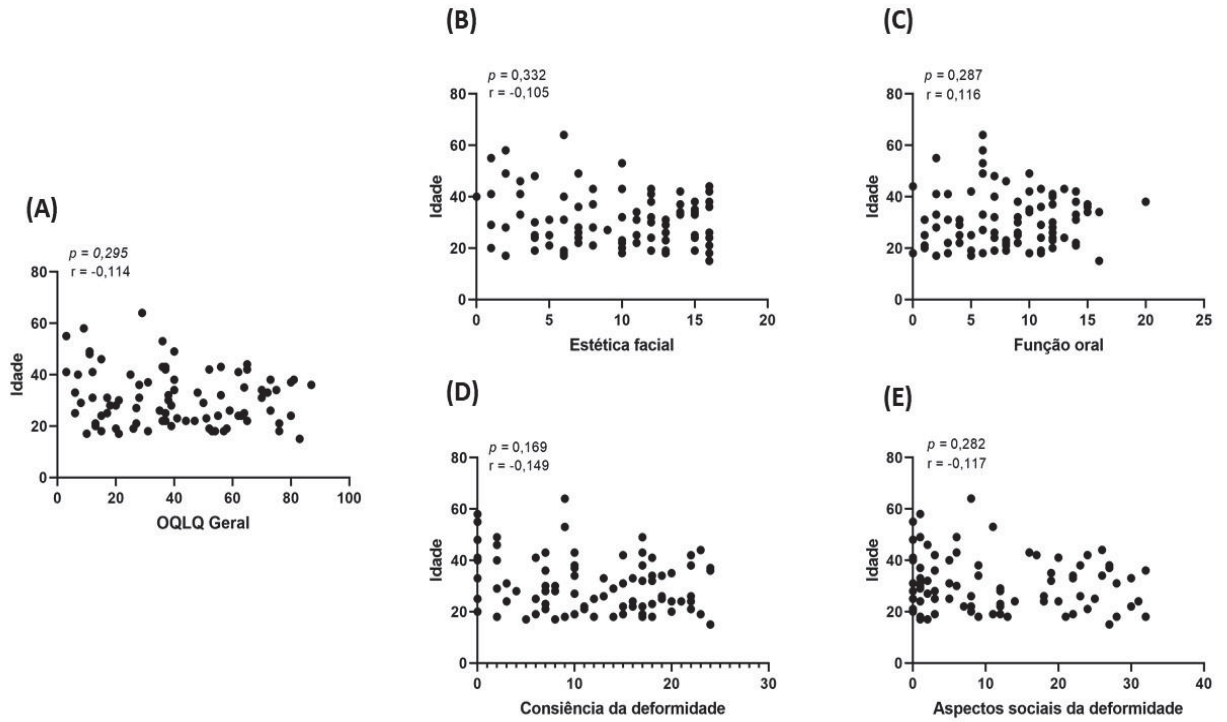 (A)
p = 0,295
r = -0,114
Idade
80
60
40
20
0
0 20 40 60 80 100
OQLQ Geral
(B)
p = 0,332
r = -0,105
Idade
80
60
40
20
0
0 5 10 15 20
Estética facial
(C)
p = 0,287
r = 0,116
Idade
80
60
40
20
0
0 5 10 15 20 25
Função oral
(D)
p = 0,169
r = -0,149
Idade
80
60
40
20
0
0 10 20 30
Consiência da deformidade
(E)
p = 0,282
r = -0,117
Idade
80
60
40
20
0
0 10 20 30 40
Aspectos sociais da deformidade